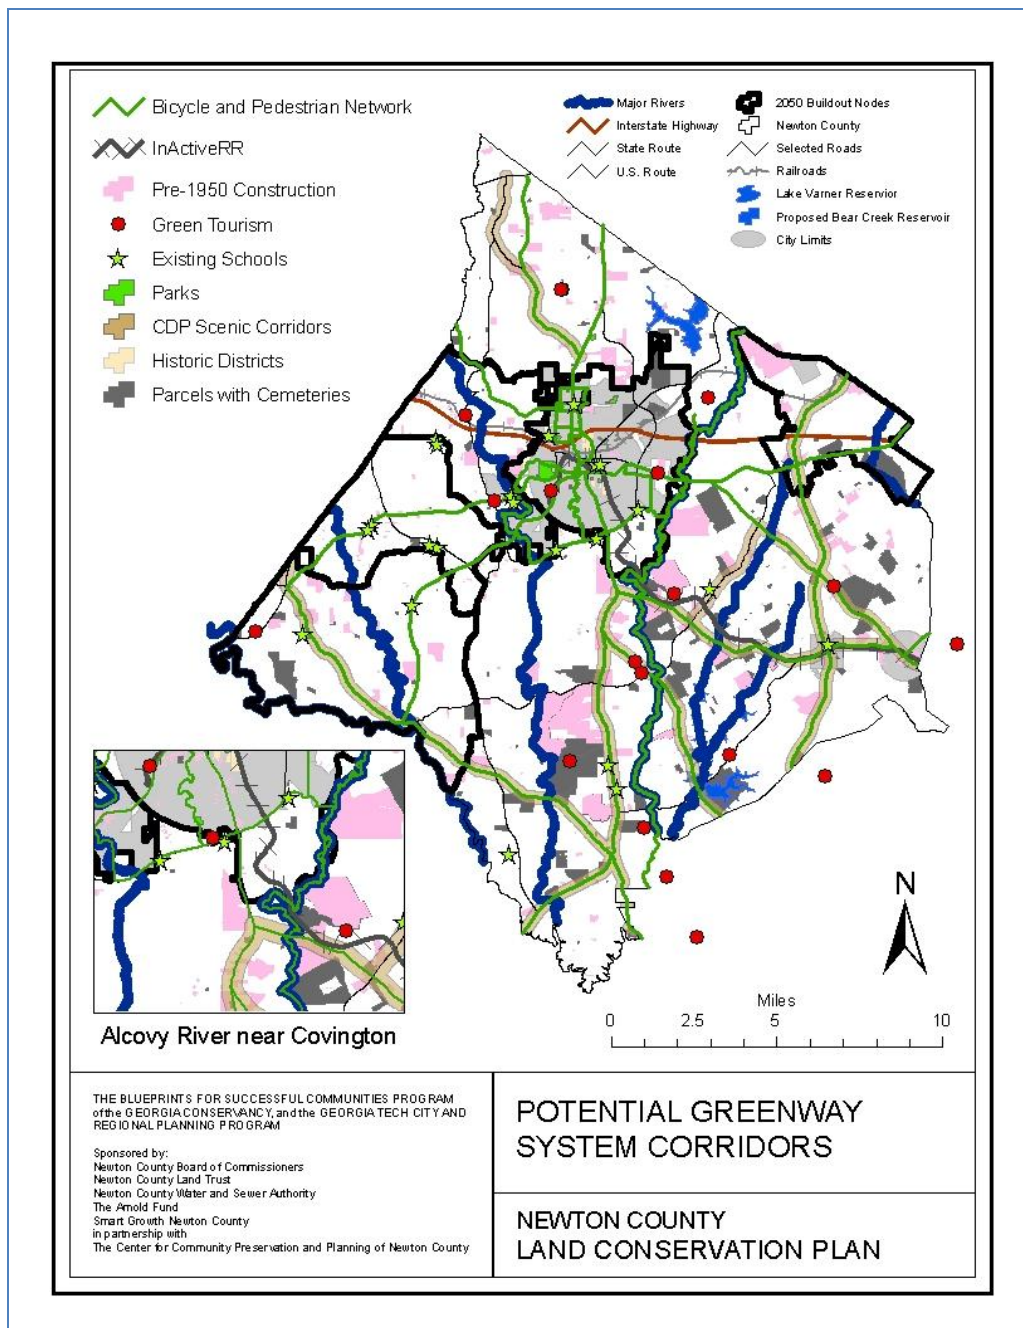 Bicycle and Pedestrian Network
InActiveRR
Pre-1950 Construction
Green Tourism
Existing Schools
Parks
CDP Scenic Corridors
Historic Districts
Parcels with Cemeteries
Major Rivers
Interstate Highway
State Route
U.S. Route
2050 Buildout Nodes
Newton County
Selected Roads
Railroads
Lake Varner Reservior
Proposed Bear Creek Reservoir
City Limits
N
Miles
0 2.5 5 10
Alcovy River near Covington
THE BLUEPRINTS FOR SUCCESSFUL COMMUNITIES PROGRAM
of the GEORGIA CONSERVANCY, and the GEORGIA TECH CITY AND
REGIONAL PLANNING PROGRAM
Sponsored by:
Newton County Board of Commissioners
Newton County Land Trust
Newton County Water and Sewer Authority
The Arnold Fund
Smart Growth Newton County
in partnership with
The Center for Community Preservation and Planning of Newton County
POTENTIAL GREENWAY
SYSTEM CORRIDORS
NEWTON COUNTY
LAND CONSERVATION PLAN